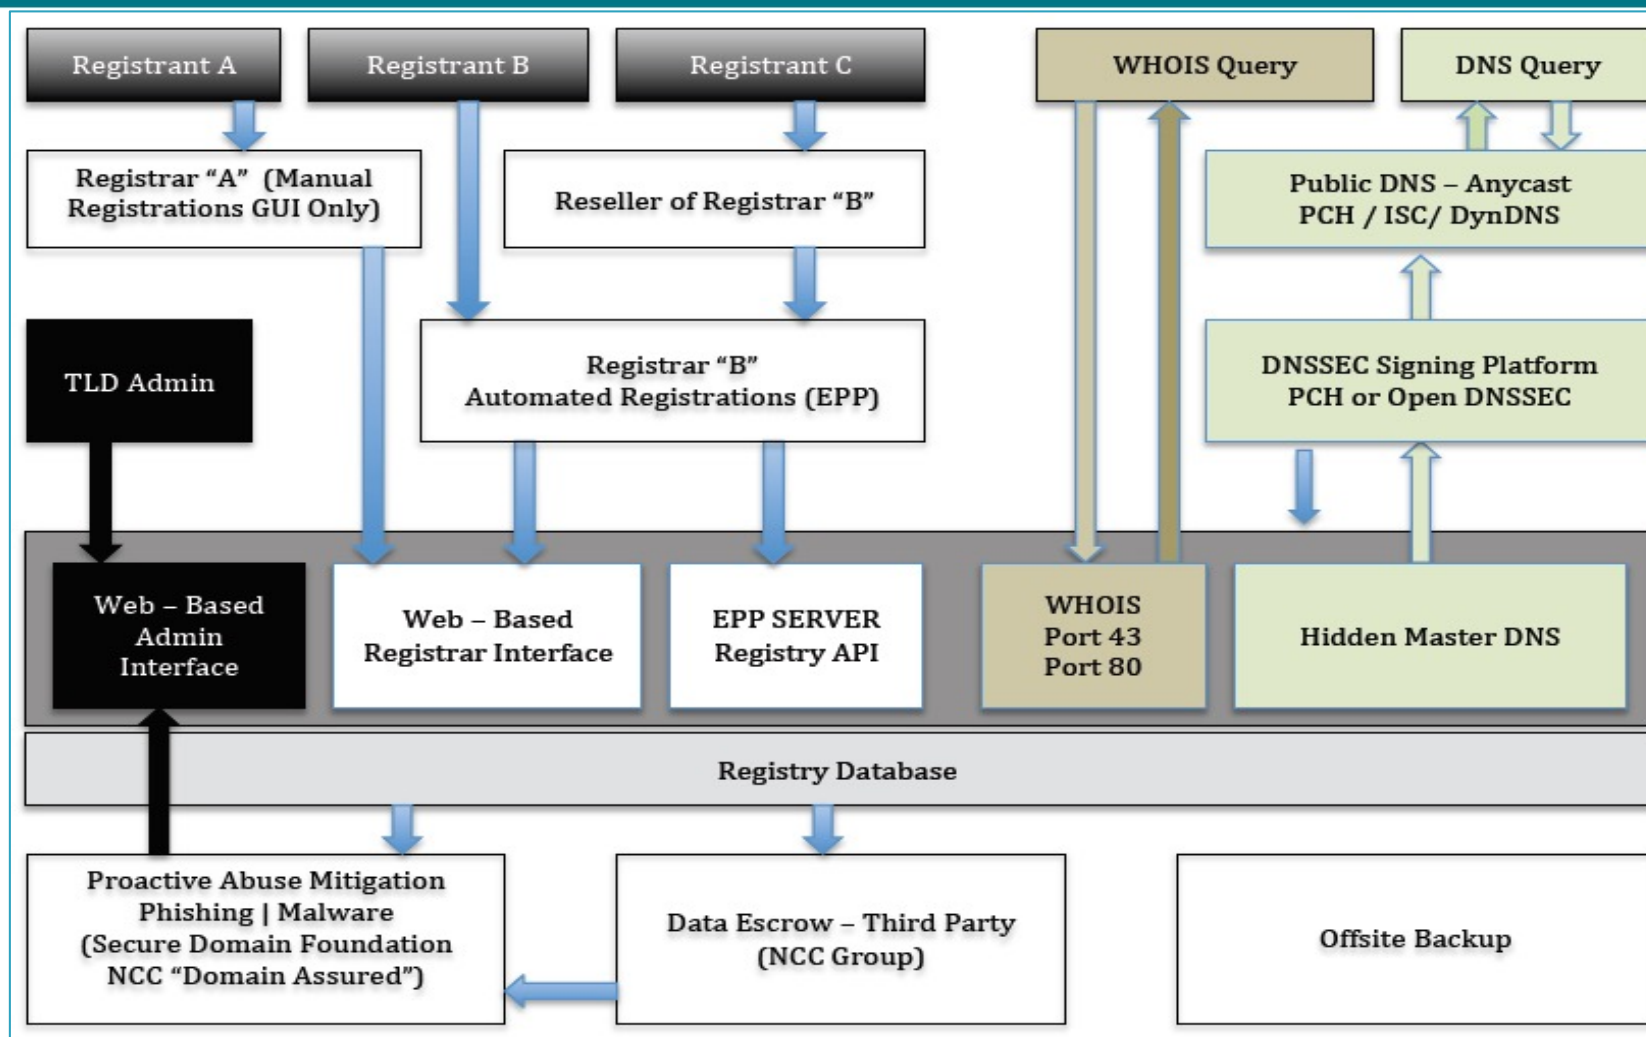 Registrant A
Registrant B
Registrant C
WHOIS Query
DNS Query
Registrar “A” (Manual
Registrations GUI Only)
Reseller of Registrar “B”
Public DNS – Anycast
PCH / ISC/ DynDNS
TLD Admin
Registrar “B”
Automated Registrations (EPP)
DNSSEC Signing Platform
PCH or Open DNSSEC
Web – Based
Admin
Interface
Web – Based
Registrar Interface
EPP SERVER
Registry API
WHOIS
Port 43
Port 80
Hidden Master DNS
Registry Database
Proactive Abuse Mitigation
Phishing | Malware
(Secure Domain Foundation
NCC “Domain Assured”)
Data Escrow – Third Party
(NCC Group)
Offsite Backup